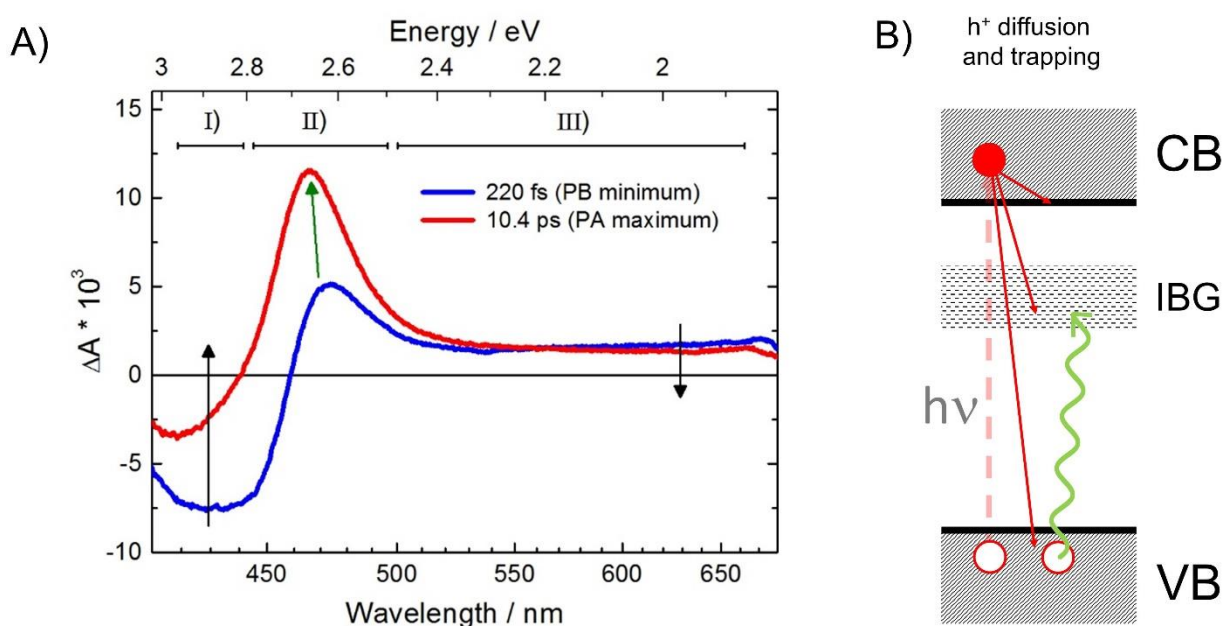 A)
Energy / eV
3 2.8 2.6 2.4 2.2 2
I) II) III)
220 fs (PB minimum)
10.4 ps (PA maximum)
15
10
5
0
-5
-10
ΔA * 10³
450 500 550 600 650
Wavelength / nm
B)
h⁺ diffusion
and trapping
CB
IBG
hν
VB